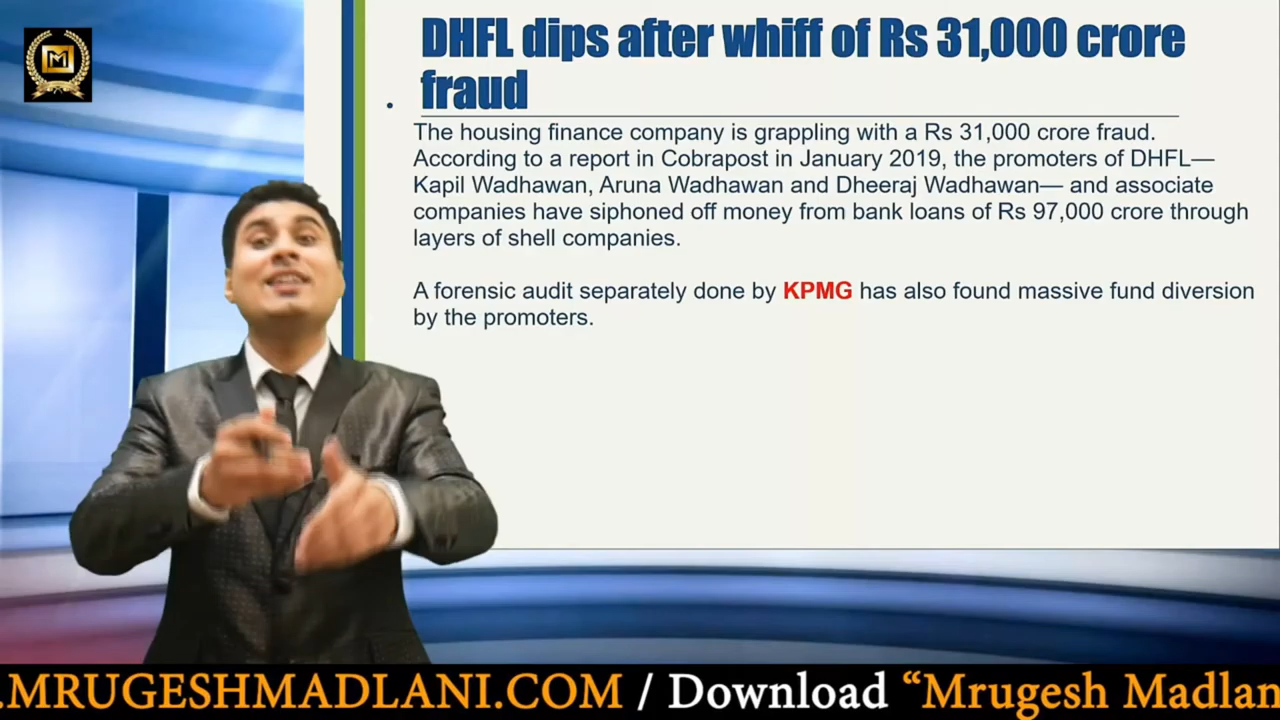 M
DHFL dips after whiff of Rs 31,000 crore
. fraud
The housing finance company is grappling with a Rs 31,000 crore fraud.
According to a report in Cobrapost in January 2019, the promoters of DHFL—
Kapil Wadhawan, Aruna Wadhawan and Dheeraj Wadhawan— and associate
companies have siphoned off money from bank loans of Rs 97,000 crore through
layers of shell companies.
A forensic audit separately done by KPMG has also found massive fund diversion
by the promoters.
.MRUGESHMADLANI.COM / Download “Mrugesh Madlan